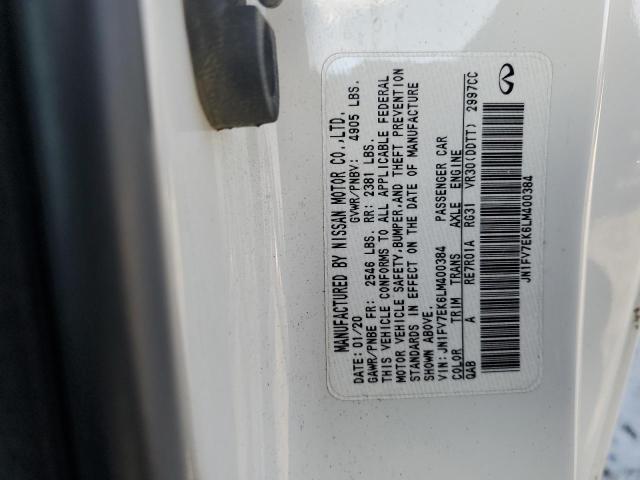 MANUFACTURED BY NISSAN MOTOR CO.,LTD.
DATE: 01/20 GVWR/PNBV: 4905 LBS.
GAWR/PNBE FR: 2546 LBS. RR: 2381 LBS.
THIS VEHICLE CONFORMS TO ALL APPLICABLE FEDERAL
MOTOR VEHICLE SAFETY, BUMPER, AND THEFT PREVENTION
STANDARDS IN EFFECT ON THE DATE OF MANUFACTURE
SHOWN ABOVE.
VIN: JN1FV7EK6LM400384 PASSENGER CAR
COLOR TRIM TRANS AXLE ENGINE
QAB A RE7R01A RG31 VR30(DDTT) 2997CC
JN1FV7EK6LM400384